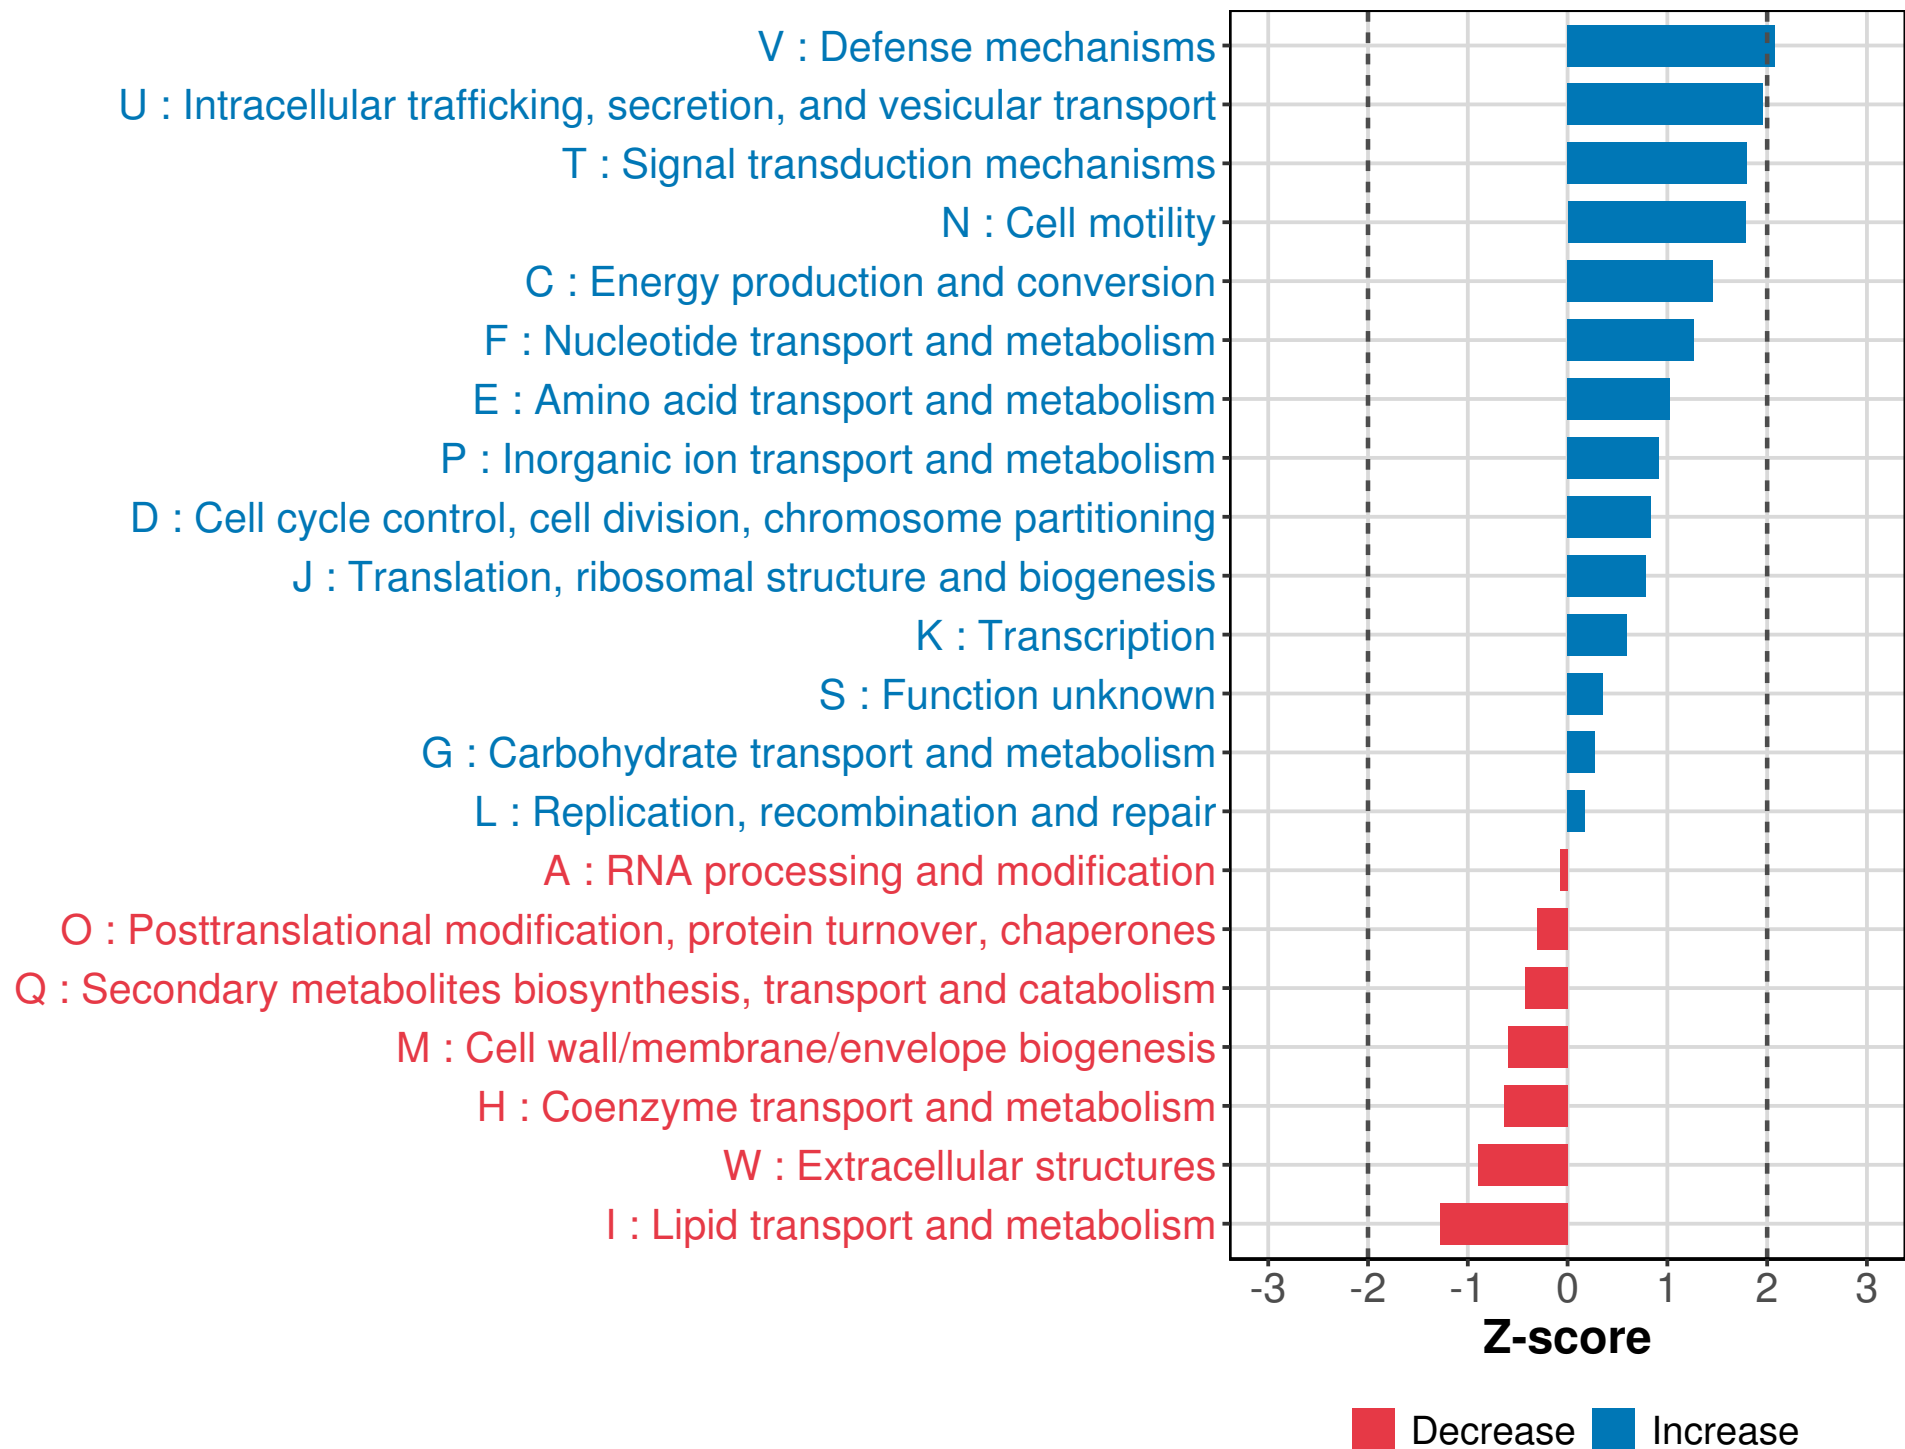 V : Defense mechanisms
U : Intracellular trafficking, secretion, and vesicular transport
T : Signal transduction mechanisms
N : Cell motility
C : Energy production and conversion
F : Nucleotide transport and metabolism
E : Amino acid transport and metabolism
P : Inorganic ion transport and metabolism
D : Cell cycle control, cell division, chromosome partitioning
J : Translation, ribosomal structure and biogenesis
K : Transcription
S : Function unknown
G : Carbohydrate transport and metabolism
L : Replication, recombination and repair
A : RNA processing and modification
O : Posttranslational modification, protein turnover, chaperones
Q : Secondary metabolites biosynthesis, transport and catabolism
M : Cell wall/membrane/envelope biogenesis
H : Coenzyme transport and metabolism
W : Extracellular structures
I : Lipid transport and metabolism
-3 -2 -1 0 1 2 3
Z-score
Decrease Increase